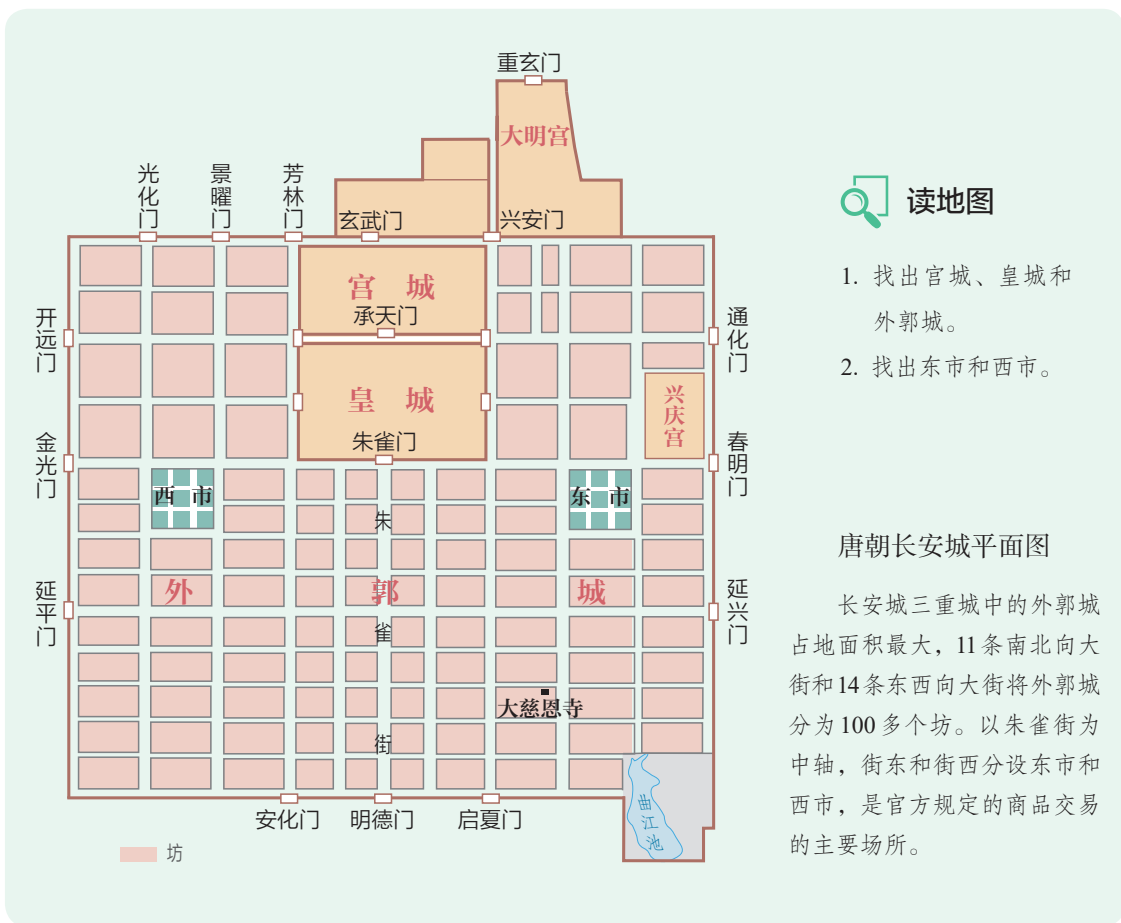 重玄门
大明宫
光化门
景曜门
芳林门
玄武门
兴安门
宫 城
承天门
开远门
通化门
皇 城
兴庆宫
朱雀门
金光门
春明门
西 市
东 市
朱
延平门
外
郭
城
延兴门
雀
大慈恩寺
街
曲江池
安化门
明德门
启夏门
坊
读地图
1. 找出宫城、皇城和
外郭城。
2. 找出东市和西市。
唐朝长安城平面图
长安城三重城中的外郭城
占地面积最大，11 条南北向大
街和 14 条东西向大街将外郭城
分为 100 多个坊。以朱雀街为
中轴，街东和街西分设东市和
西市，是官方规定的商品交易
的主要场所。